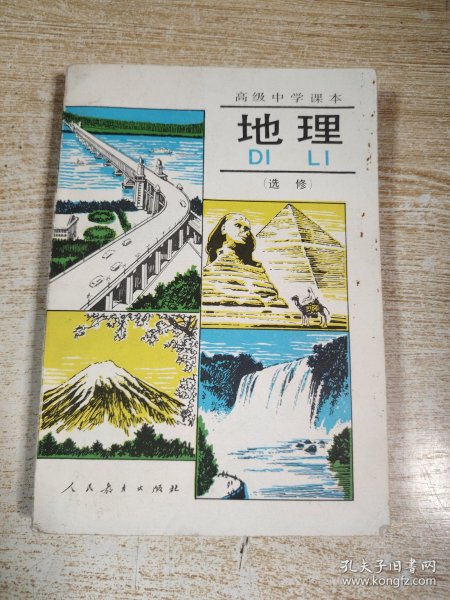 高级中学课本
地理
DI LI
(选修)
人民教育出版社
孔夫子旧书网
www.kongfz.com